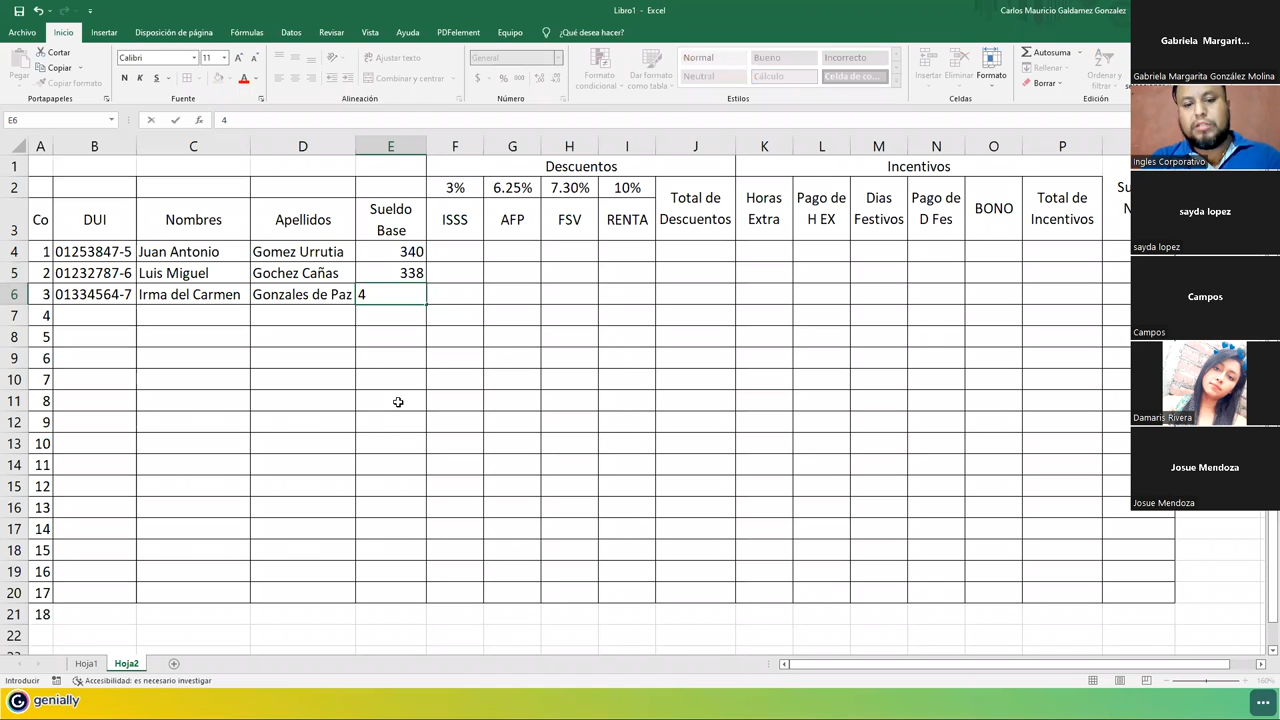 Libro1 - Excel
Carlos Mauricio Galdamez Gonzalez
Archivo Inicio Insertar Disposición de página Fórmulas Datos Revisar Vista Ayuda PDFelement Equipo ¿Qué desea hacer?
Pegar
Cortar
Copiar
Copiar formato
Portapapeles
Calibri 11
N K S
Fuente
Ajustar texto
Combinar y centrar
Alineación
General
Número
Formato condicional
Dar formato como tabla
Normal Bueno Incorrecto
Neutral Cálculo Celda de co...
Estilos
Insertar Eliminar Formato
Celdas
Autosuma
Rellenar
Borrar
Ordenar y filtrar
Edición
E6 fx 4
A B C D E F G H I J K L M N O P
1 Descuentos Incentivos
2 3% 6.25% 7.30% 10% Total de Descuentos Horas Extra Pago de H EX Dias Festivos Pago de D Fes BONO Total de Incentivos
3 Co DUI Nombres Apellidos Sueldo Base ISSS AFP FSV RENTA
4 1 01253847-5 Juan Antonio Gomez Urrutia 340
5 2 01232787-6 Luis Miguel Gochez Cañas 338
6 3 01334564-7 Irma del Carmen Gonzales de Paz 4
7 4
8 5
9 6
10 7
11 8
12 9
13 10
14 11
15 12
16 13
17 14
18 15
19 16
20 17
21 18
22
Hoja1 Hoja2
Introducir Accesibilidad: es necesario investigar
160%
genially
Gabriela Margarit...
Gabriela Margarita González Molina
Ingles Corporativo
sayda lopez
sayda lopez
Campos
Campos
Damaris Rivera
Josue Mendoza
Josue Mendoza